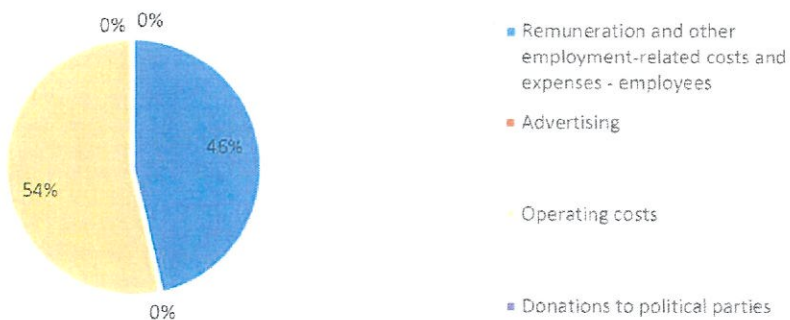 0% 0%
46%
54%
0%
Remuneration and other
employment-related costs and
expenses - employees
Advertising
Operating costs
Donations to political parties